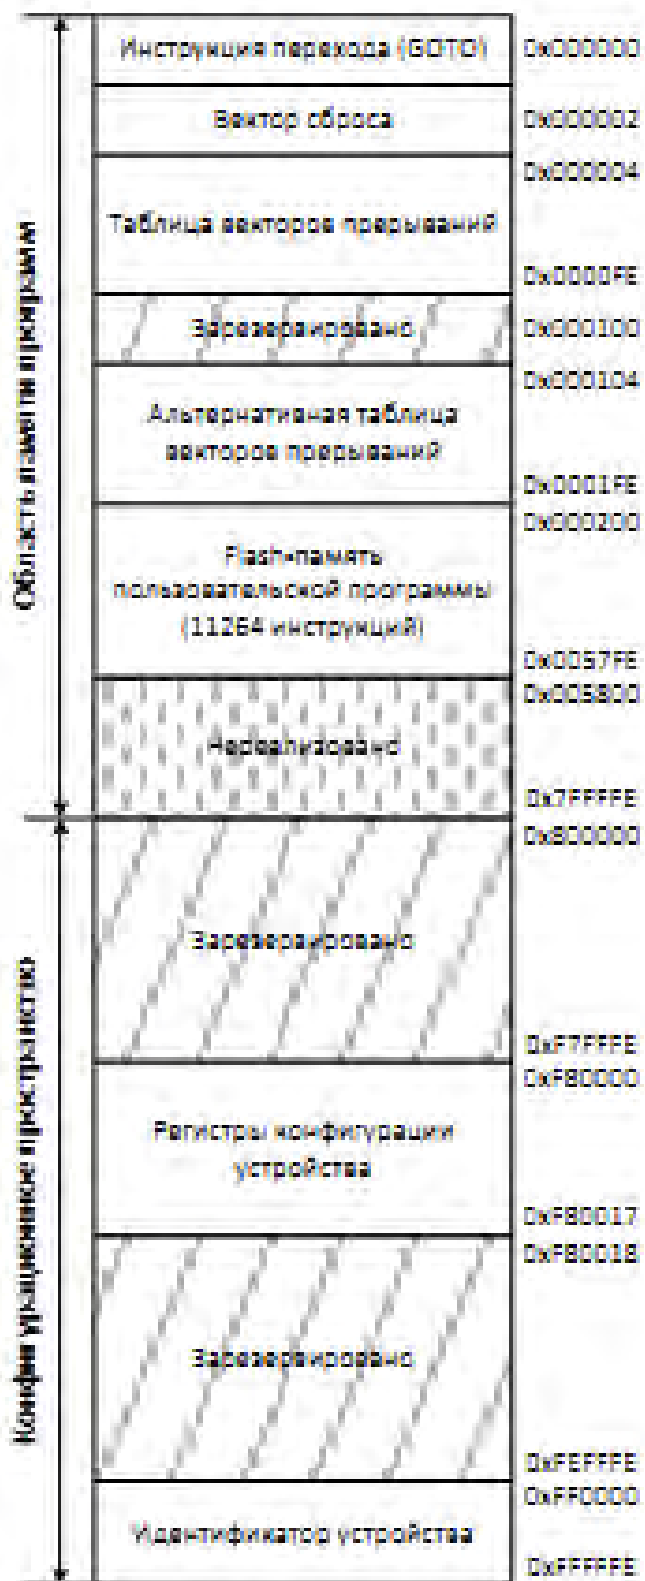 Инструкция перехода (GOTO) 0x000000
Вектор сброса 0x000002
0x000004
Таблица векторов прерываний
0x0000FE
Зарезервировано 0x000100
0x000104
Альтернативная таблица
векторов прерываний
0x0001FE
0x000200
Flash-память
пользовательской программы
(11264 инструкций)
0x0057FE
0x005800
Нереализовано
0x7FFFFE
Область памяти программ
0x800000
Зарезервировано
0xF7FFFE
0xF80000
Регистры конфигурации
устройства
0xF80017
0xF80018
Зарезервировано
0xFEFFFE
0xFF0000
Идентификатор устройства
0xFFFFFE
Конфигурационное пространство